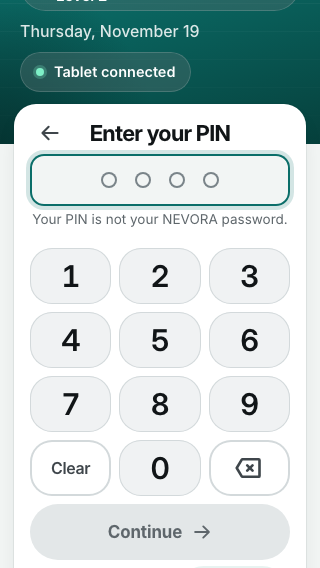 Thursday, November 19
Tablet connected
Enter your PIN
Your PIN is not your NEVORA password.
1 2 3
4 5 6
7 8 9
Clear 0
Continue